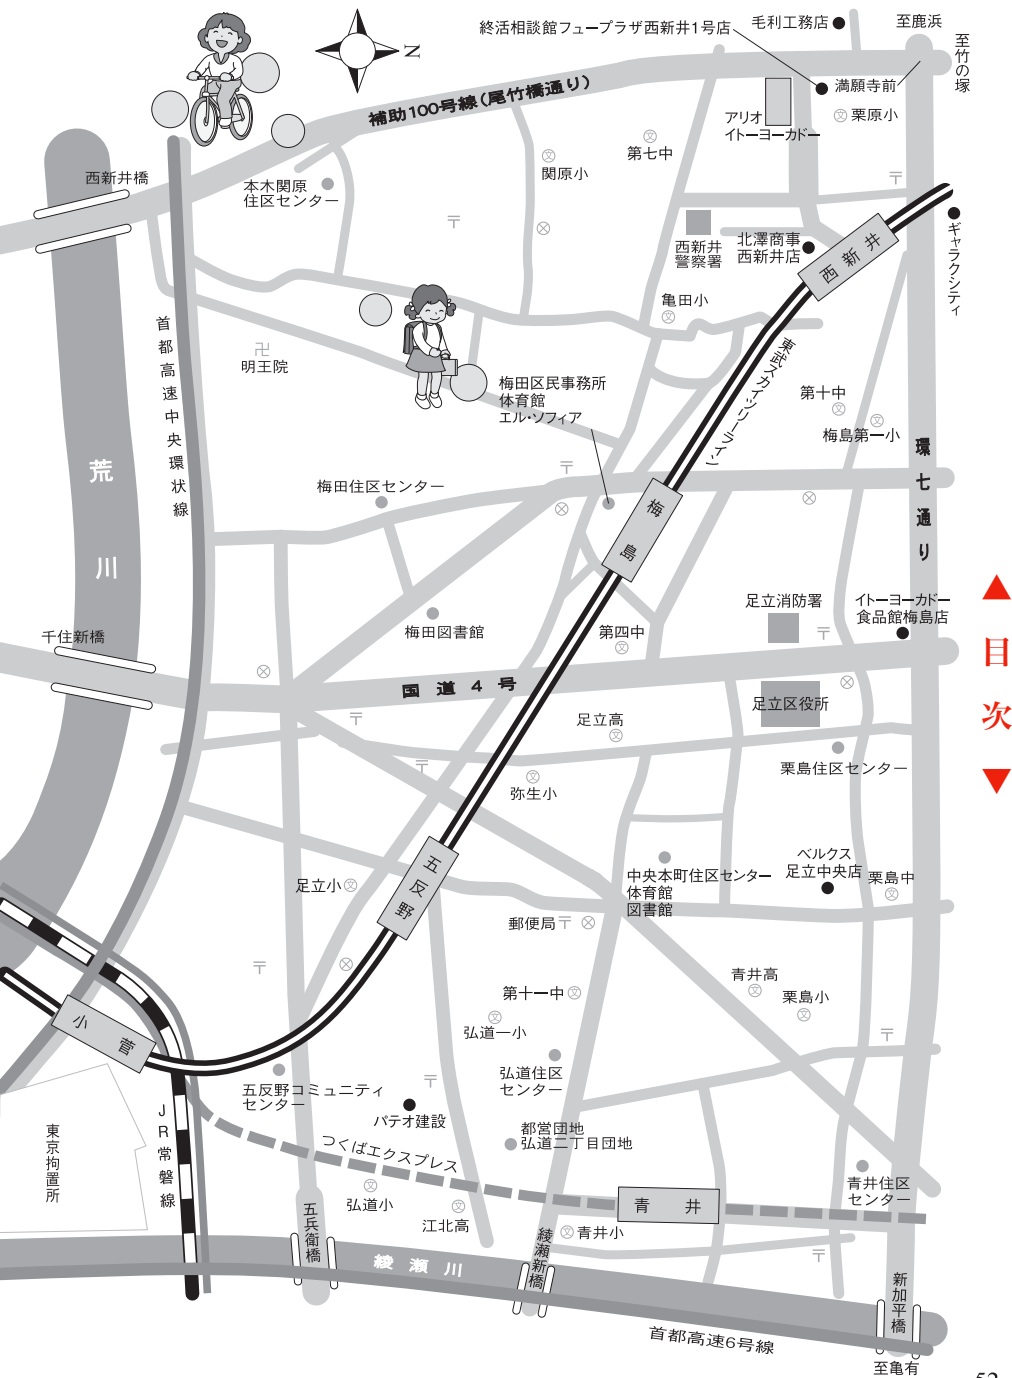 終活相談館フュープラザ西新井1号店
毛利工務店
至鹿浜
至竹の塚
N
満願寺前
アリオ
イトーヨーカドー
栗原小
補助100号線(尾竹橋通り)
第七中
関原小
西新井橋
本木関原
住区センター
西新井
警察署
北澤商事
西新井店
西新井
ギャラクシティ
亀田小
首都高速中央環状線
明王院
東武スカイツリーライン
梅田区民事務所
体育館
エル・ソフィア
第十中
梅島第一小
環七通り
荒川
梅田住区センター
梅島
足立消防署
イトーヨーカドー
食品館梅島店
梅田図書館
第四中
千住新橋
国道4号
足立区役所
足立高
栗島住区センター
弥生小
目次
五反野
足立小
中央本町住区センター
体育館
図書館
ベルクス
足立中央店
栗島中
郵便局
青井高
栗島小
第十一中
弘道一小
小菅
弘道住区
センター
五反野コミュニティ
センター
パテオ建設
都営団地
弘道二丁目団地
JR常磐線
東京拘置所
つくばエクスプレス
弘道小
江北高
青井
青井小
青井住区
センター
五兵衛橋
綾瀬新橋
綾瀬川
新加平橋
首都高速6号線
至亀有